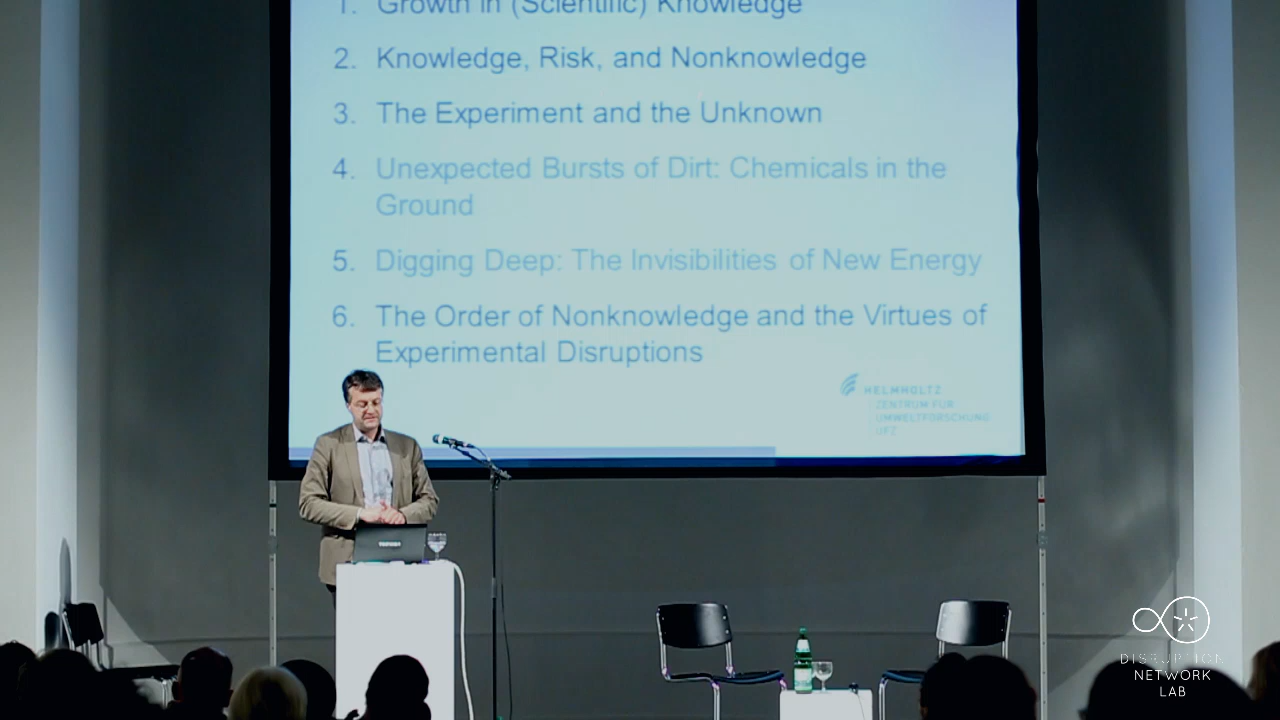 1. Growth in (Scientific) Knowledge
2. Knowledge, Risk, and Nonknowledge
3. The Experiment and the Unknown
4. Unexpected Bursts of Dirt: Chemicals in the
Ground
5. Digging Deep: The Invisibilities of New Energy
6. The Order of Nonknowledge and the Virtues of
Experimental Disruptions
HELMHOLTZ
ZENTRUM FÜR
UMWELTFORSCHUNG
UFZ
TOSHIBA
DISRUPTION
NETWORK
LAB